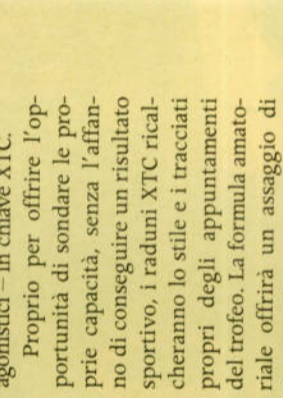 agonistici – in chiave XTC.
Proprio per offrire l'op-
portunità di sondare le pro-
prie capacità, senza l'affan-
no di conseguire un risultato
sportivo, i raduni XTC rical-
cheranno lo stile e i tracciati
propri degli appuntamenti
del trofeo. La formula amato-
riale offrirà un assaggio di